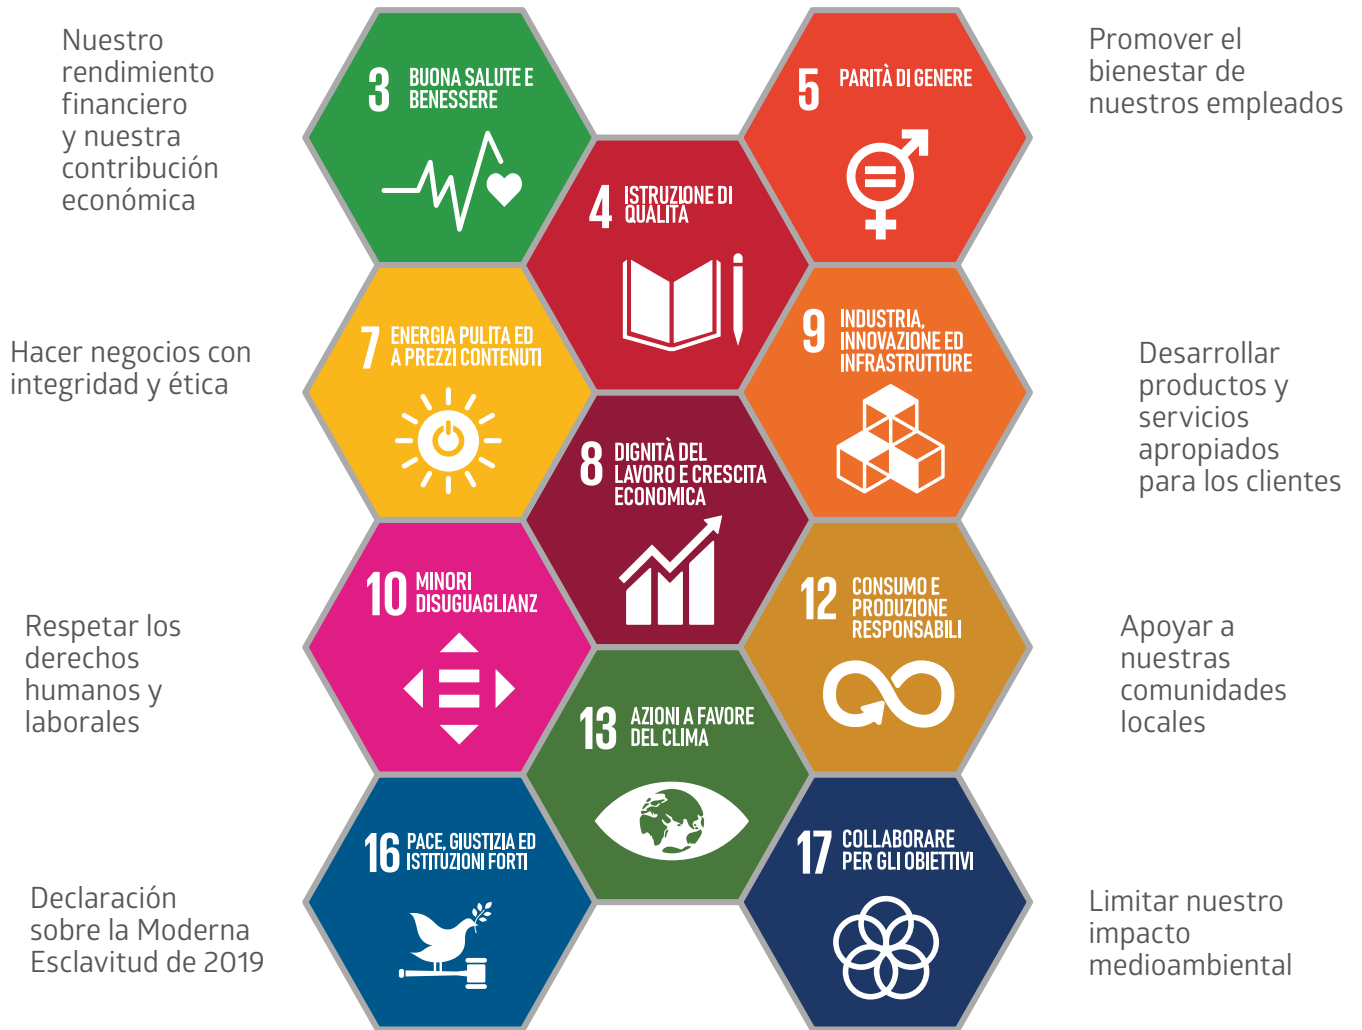 Nuestro
rendimiento
financiero
y nuestra
contribución
económica
3 BUONA SALUTE E
BENESSERE
5 PARITÀ DI GENERE
Promover el
bienestar de
nuestros empleados
4 ISTRUZIONE DI
QUALITÀ
Hacer negocios con
integridad y ética
7 ENERGIA PULITA ED
A PREZZI CONTENUTI
9 INDUSTRIA,
INNOVAZIONE ED
INFRASTRUTTURE
Desarrollar
productos y
servicios
apropiados
para los clientes
8 DIGNITÀ DEL
LAVORO E CRESCITA
ECONOMICA
Respetar los
derechos
humanos y
laborales
10 MINORI
DISUGUAGLIANZ
12 CONSUMO E
PRODUZIONE
RESPONSABILI
Apoyar a
nuestras
comunidades
locales
13 AZIONI A FAVORE
DEL CLIMA
Declaración
sobre la Moderna
Esclavitud de 2019
16 PACE, GIUSTIZIA ED
ISTITUZIONI FORTI
17 COLLABORARE
PER GLI OBIETTIVI
Limitar nuestro
impacto
medioambiental